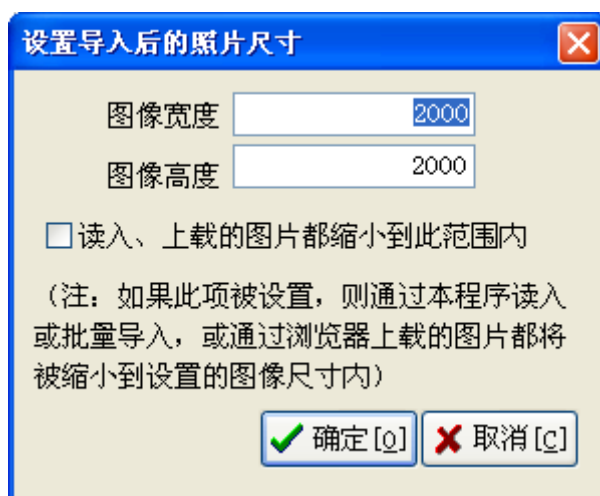 设置导入后的照片尺寸
图像宽度 2000
图像高度 2000
读入、上载的图片都缩小到此范围内
（注：如果此项被设置，则通过本程序读入
或批量导入，或通过浏览器上载的图片都将
被缩小到设置的图像尺寸内）
确定[O] 取消[C]